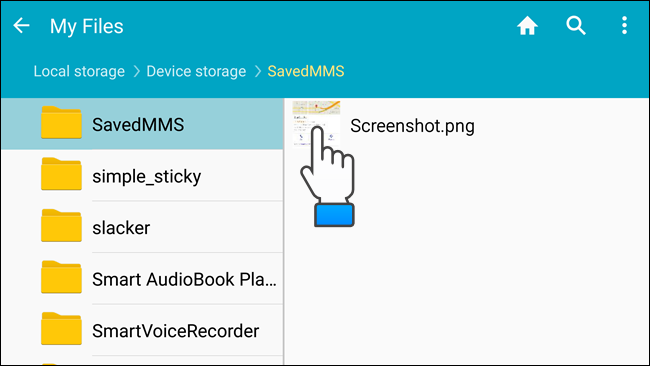 My Files
Local storage > Device storage > SavedMMS
SavedMMS
simple_sticky
slacker
Smart AudioBook Pla...
SmartVoiceRecorder
Screenshot.png